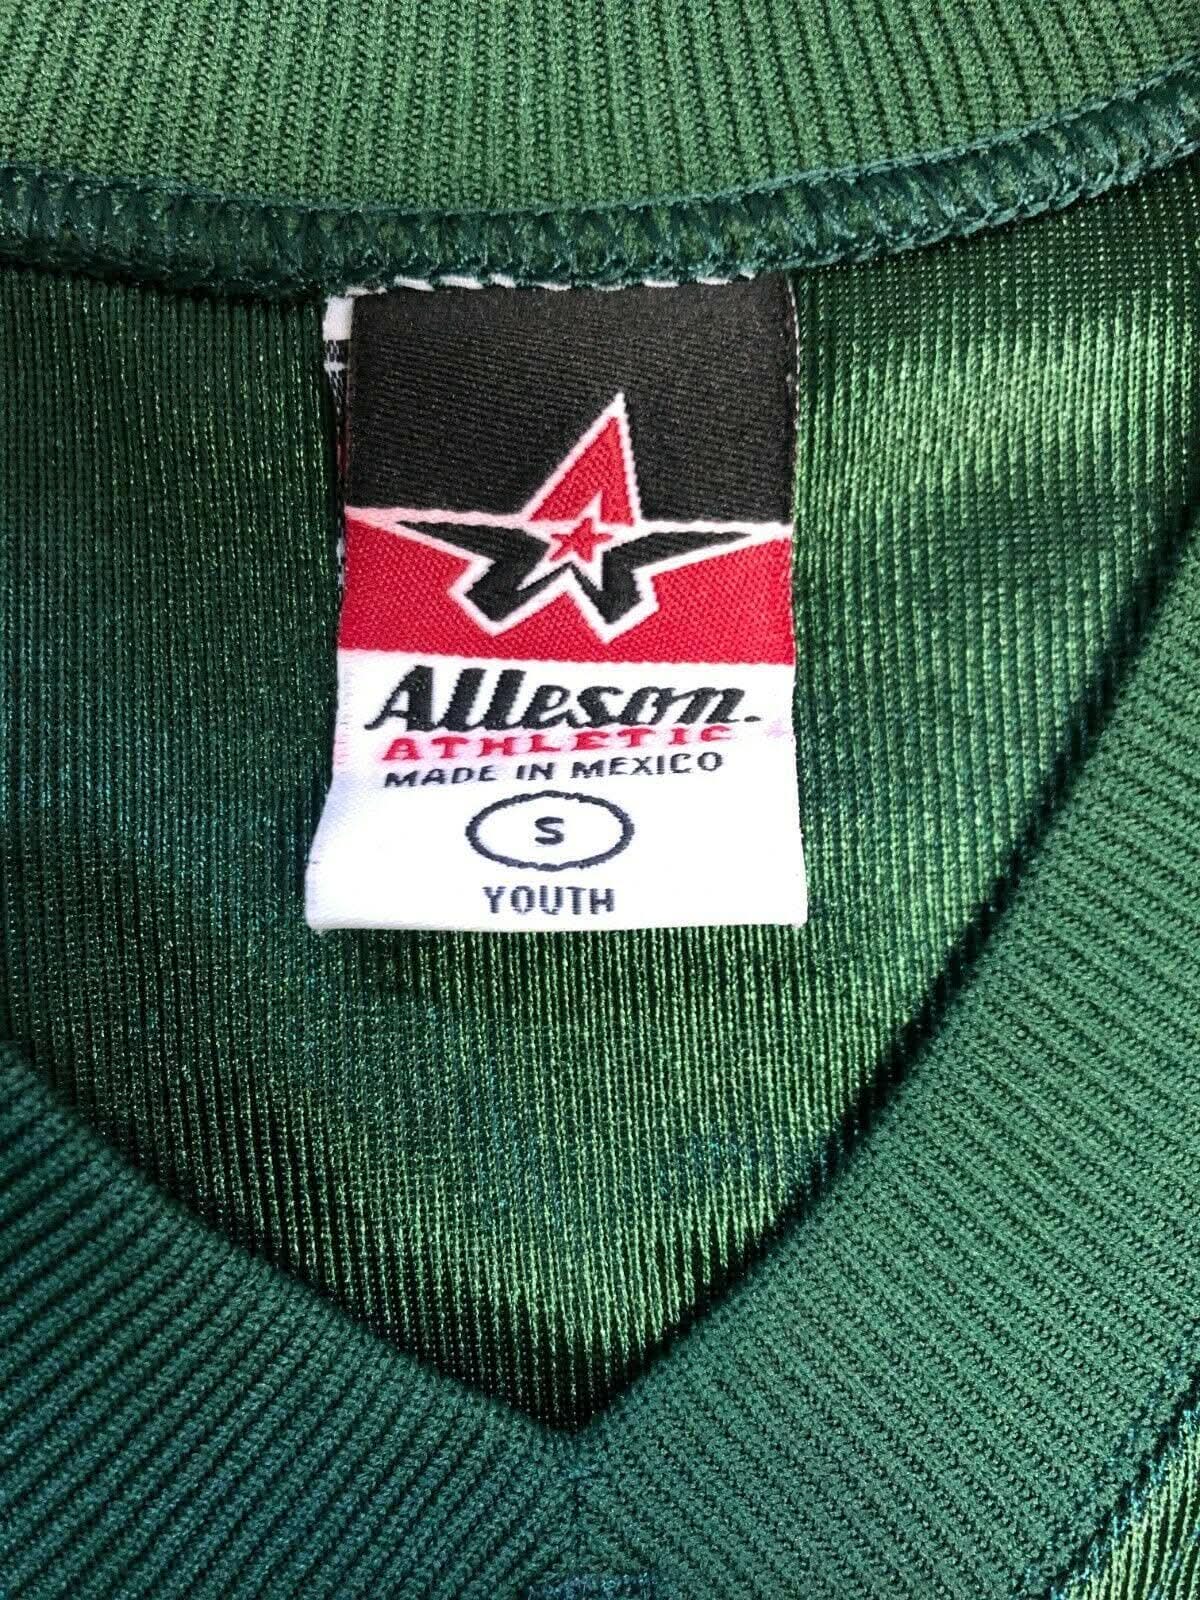 Alleson.
ATHLETIC
MADE IN MEXICO
S
YOUTH